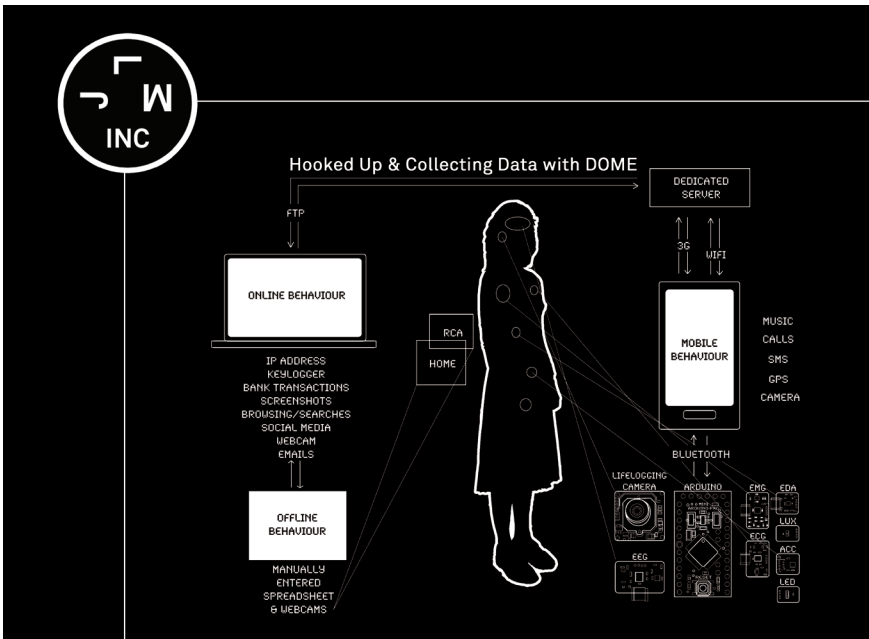 J L M
INC
Hooked Up & Collecting Data with DOME
DEDICATED
SERVER
FTP
3G
WIFI
ONLINE BEHAVIOUR
IP ADDRESS
KEYLOGGER
BANK TRANSACTIONS
SCREENSHOTS
BROWSING/SEARCHES
SOCIAL MEDIA
WEBCAM
EMAILS
OFFLINE
BEHAVIOUR
MANUALLY
ENTERED
SPREADSHEET
& WEBCAMS
RCA
HOME
MOBILE
BEHAVIOUR
MUSIC
CALLS
SMS
GPS
CAMERA
BLUETOOTH
LIFELOGGING
CAMERA
ARDUINO
EMG
EDA
LUX
ECG
ACC
LED
EEG
RESET